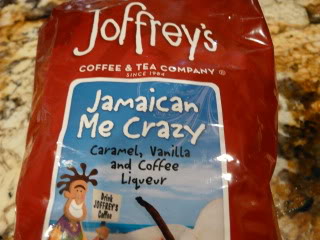 Joffrey's
COFFEE & TEA COMPANY ®
SINCE 1984
Jamaican
Me Crazy
Caramel, Vanilla
and Coffee
Liqueur
Drink
JOFFREY's
Coffee